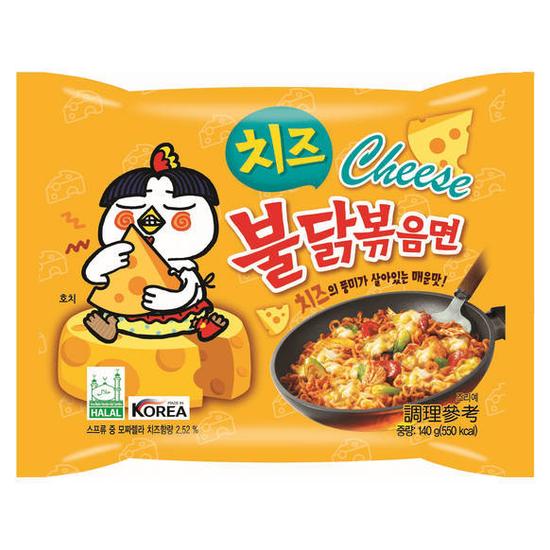 치즈
Cheese
불닭볶음면
치즈의 풍미가 살아있는 매운맛!
호치
HALAL
MADE IN
KOREA
스프류 중 모짜렐라 치즈함량 2.52 %
조리예
調理參考
중량: 140 g(550 kcal)